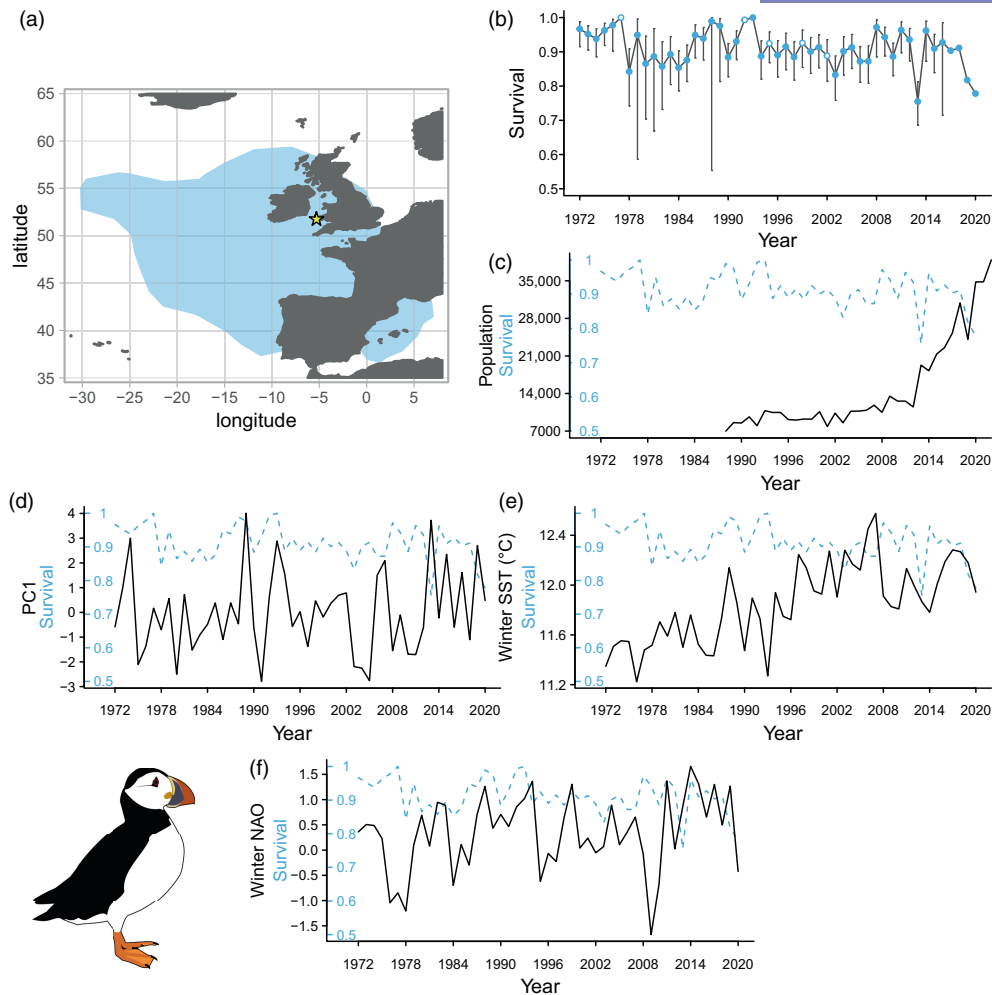 (a)
65
60
55
50
45
40
35
latitude
−30 −25 −20 −15 −10 −5 0 5
longitude
(b)
1.0
0.9
0.8
0.7
0.6
0.5
Survival
1972 1978 1984 1990 1996 2002 2008 2014 2020
Year
(c)
35,000
28,000
21,000
14,000
7000
Population
Survival
1
0.9
0.8
0.7
0.6
0.5
1972 1978 1984 1990 1996 2002 2008 2014 2020
Year
(d)
4
3
2
1
0
−1
−2
−3
PC1
Survival
1
0.9
0.8
0.7
0.6
0.5
1972 1978 1984 1990 1996 2002 2008 2014 2020
Year
(e)
12.4
12.0
11.6
11.2
Winter SST (°C)
Survival
1
0.9
0.8
0.7
0.6
0.5
1972 1978 1984 1990 1996 2002 2008 2014 2020
Year
(f)
1.5
1.0
0.5
0.0
−0.5
−1.0
−1.5
Winter NAO
Survival
1
0.9
0.8
0.7
0.6
0.5
1972 1978 1984 1990 1996 2002 2008 2014 2020
Year